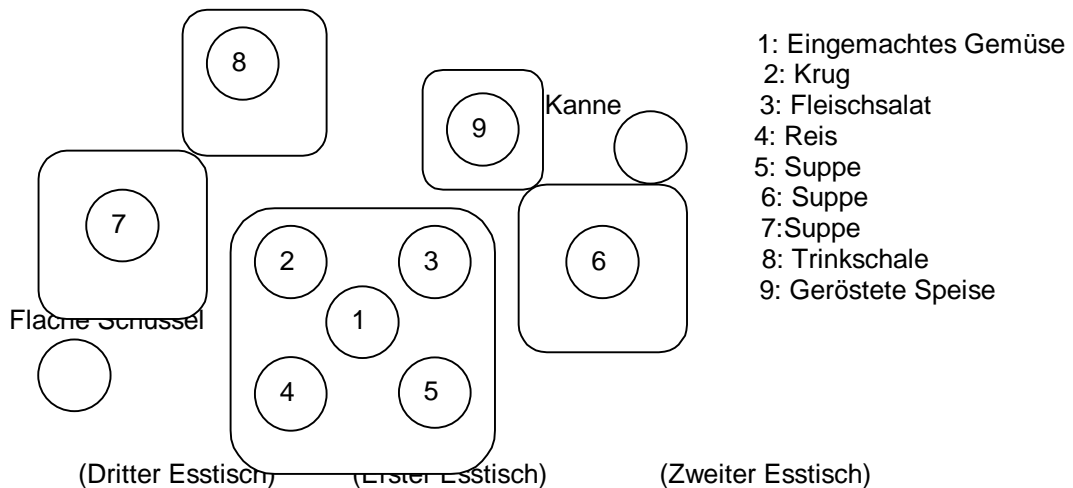 8
9
Kanne
7
2
3
6
1
Flache Schüssel
4
5
(Dritter Esstisch) (Erster Esstisch) (Zweiter Esstisch)
1: Eingemachtes Gemüse
2: Krug
3: Fleischsalat
4: Reis
5: Suppe
6: Suppe
7:Suppe
8: Trinkschale
9: Geröstete Speise